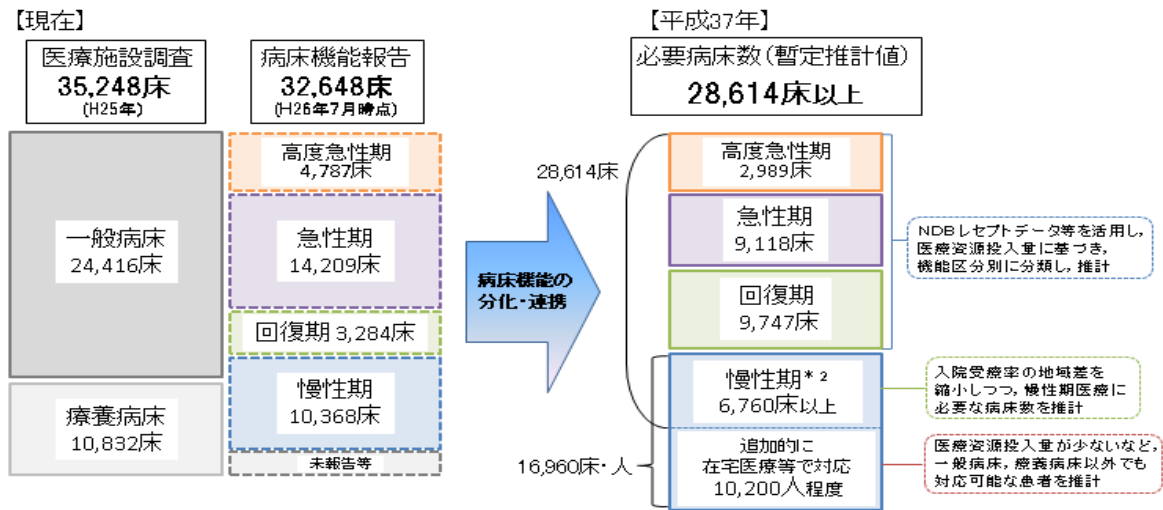 【現在】
医療施設調査
35,248床
(H25年)
病床機能報告
32,648床
(H26年7月時点)
一般病床
24,416床
療養病床
10,832床
高度急性期
4,787床
急性期
14,209床
回復期 3,284床
慢性期
10,368床
未報告等
病床機能の
分化・連携
【平成37年】
必要病床数(暫定推計値)
28,614床以上
28,614床
高度急性期
2,989床
急性期
9,118床
回復期
9,747床
慢性期*2
6,760床以上
16,960床・人
追加的に
在宅医療等で対応
10,200人程度
NDBレセプトデータ等を活用し,
医療資源投入量に基づき,
機能区分別に分類し,推計
入院受療率の地域差を
縮小しつつ,慢性期医療に
必要な病床数を推計
医療資源投入量が少ないなど,
一般病床,療養病床以外でも
対応可能な患者を推計